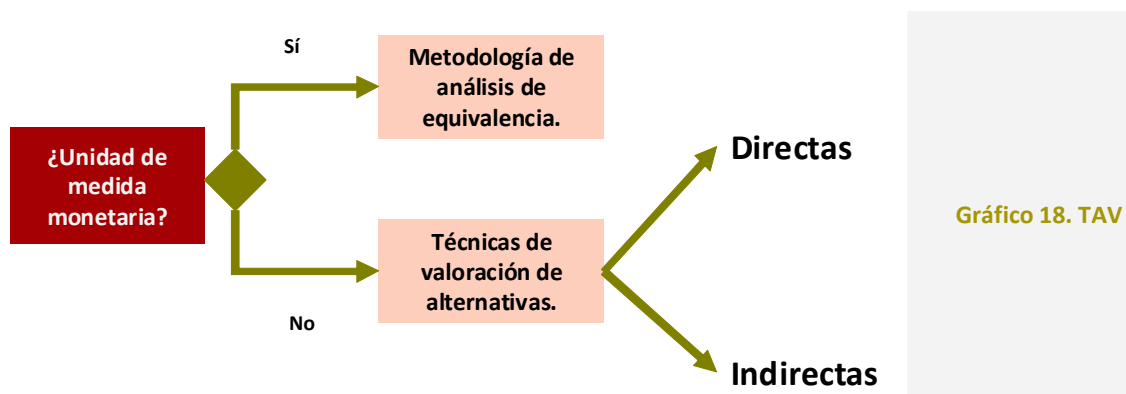 Sí
Metodología de
análisis de
equivalencia.
¿Unidad de
medida
monetaria?
Directas
Gráfico 18. TAV
Técnicas de
valoración de
alternativas.
No
Indirectas